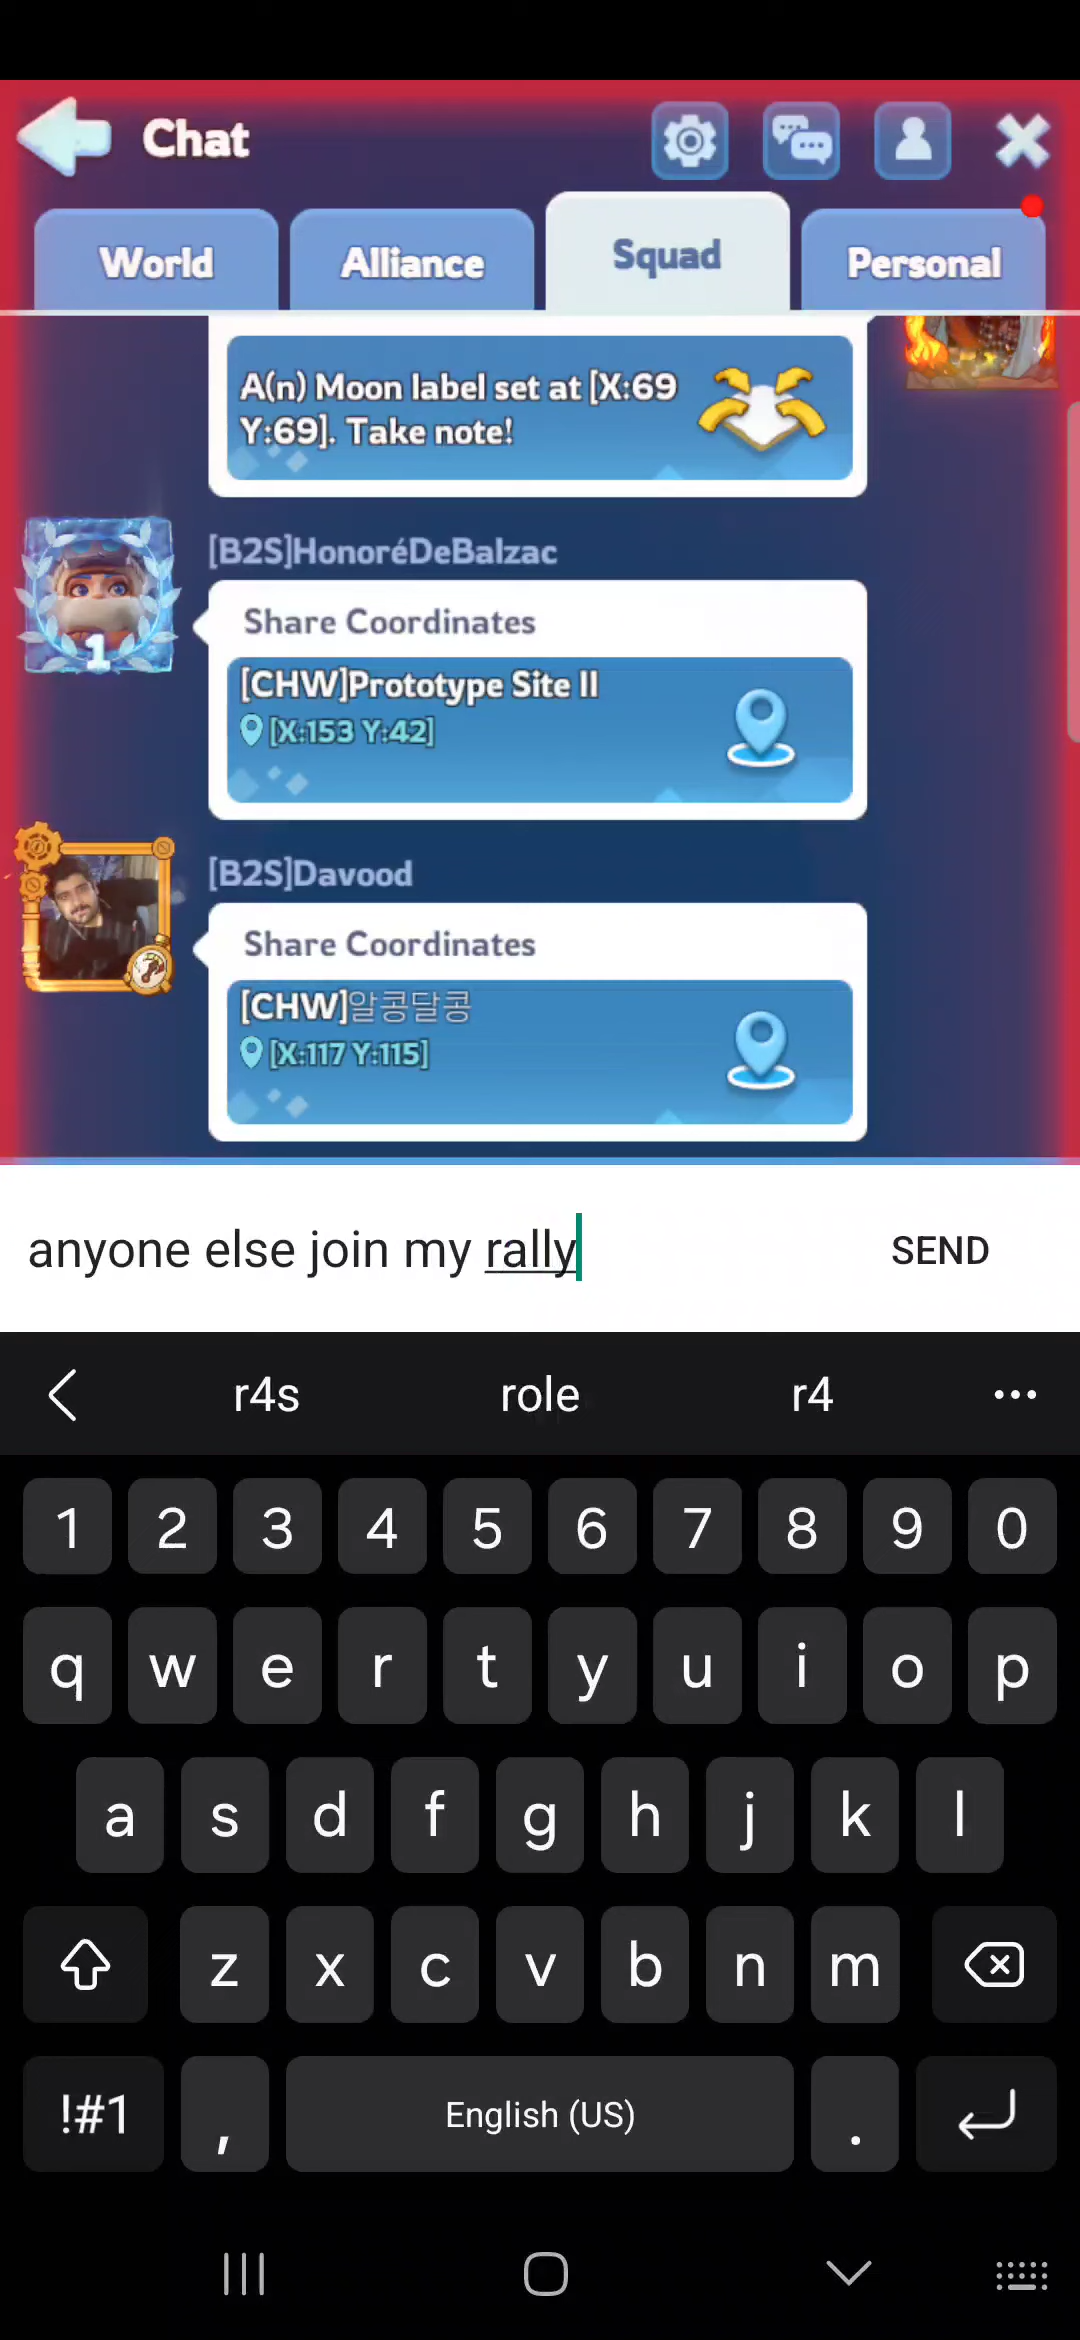 Chat
World
Alliance
Squad
Personal
A(n) Moon label set at [X:69
Y:69]. Take note!
[B2S]HonoréDeBalzac
1
Share Coordinates
[CHW]Prototype Site II
[X:153 Y:42]
[B2S]Davood
Share Coordinates
[CHW]알콩달콩
[X:117 Y:115]
anyone else join my rally
SEND
r4s role r4
1 2 3 4 5 6 7 8 9 0
q w e r t y u i o p
a s d f g h j k l
z x c v b n m
!#1 , English (US) .